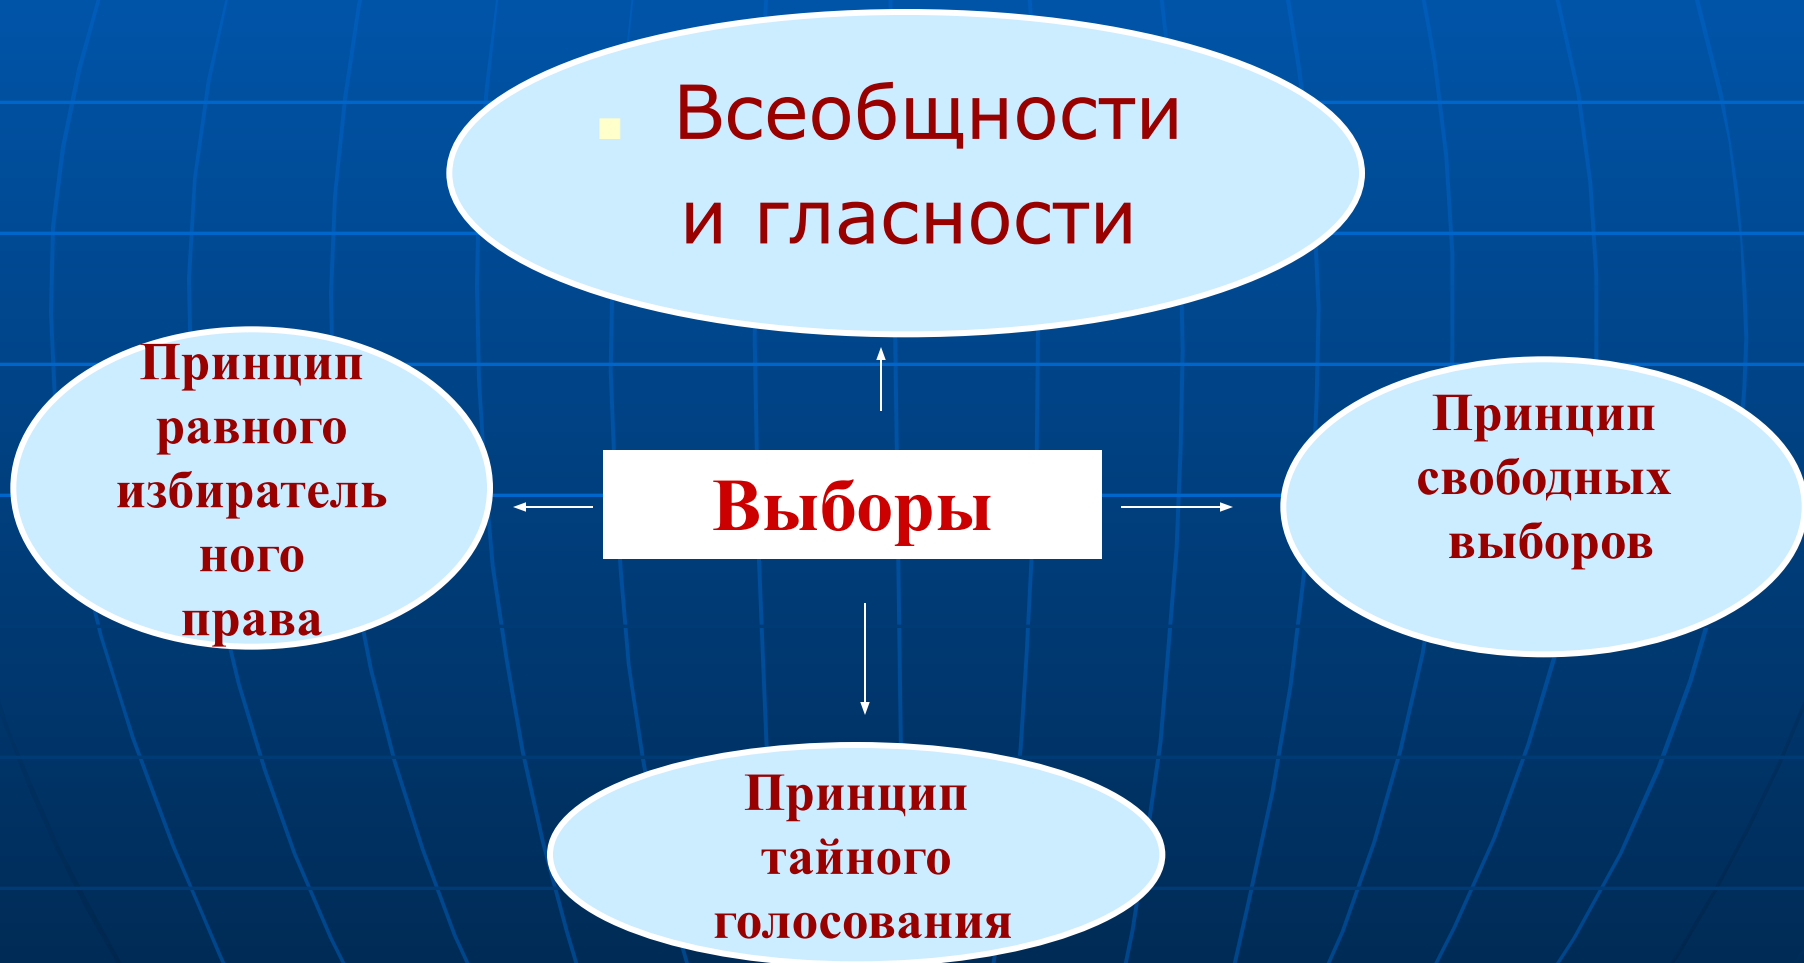 Всеобщности
и гласности
Принцип
равного
избиратель
ного
права
Выборы
Принцип
свободных
выборов
Принцип
тайного
голосования